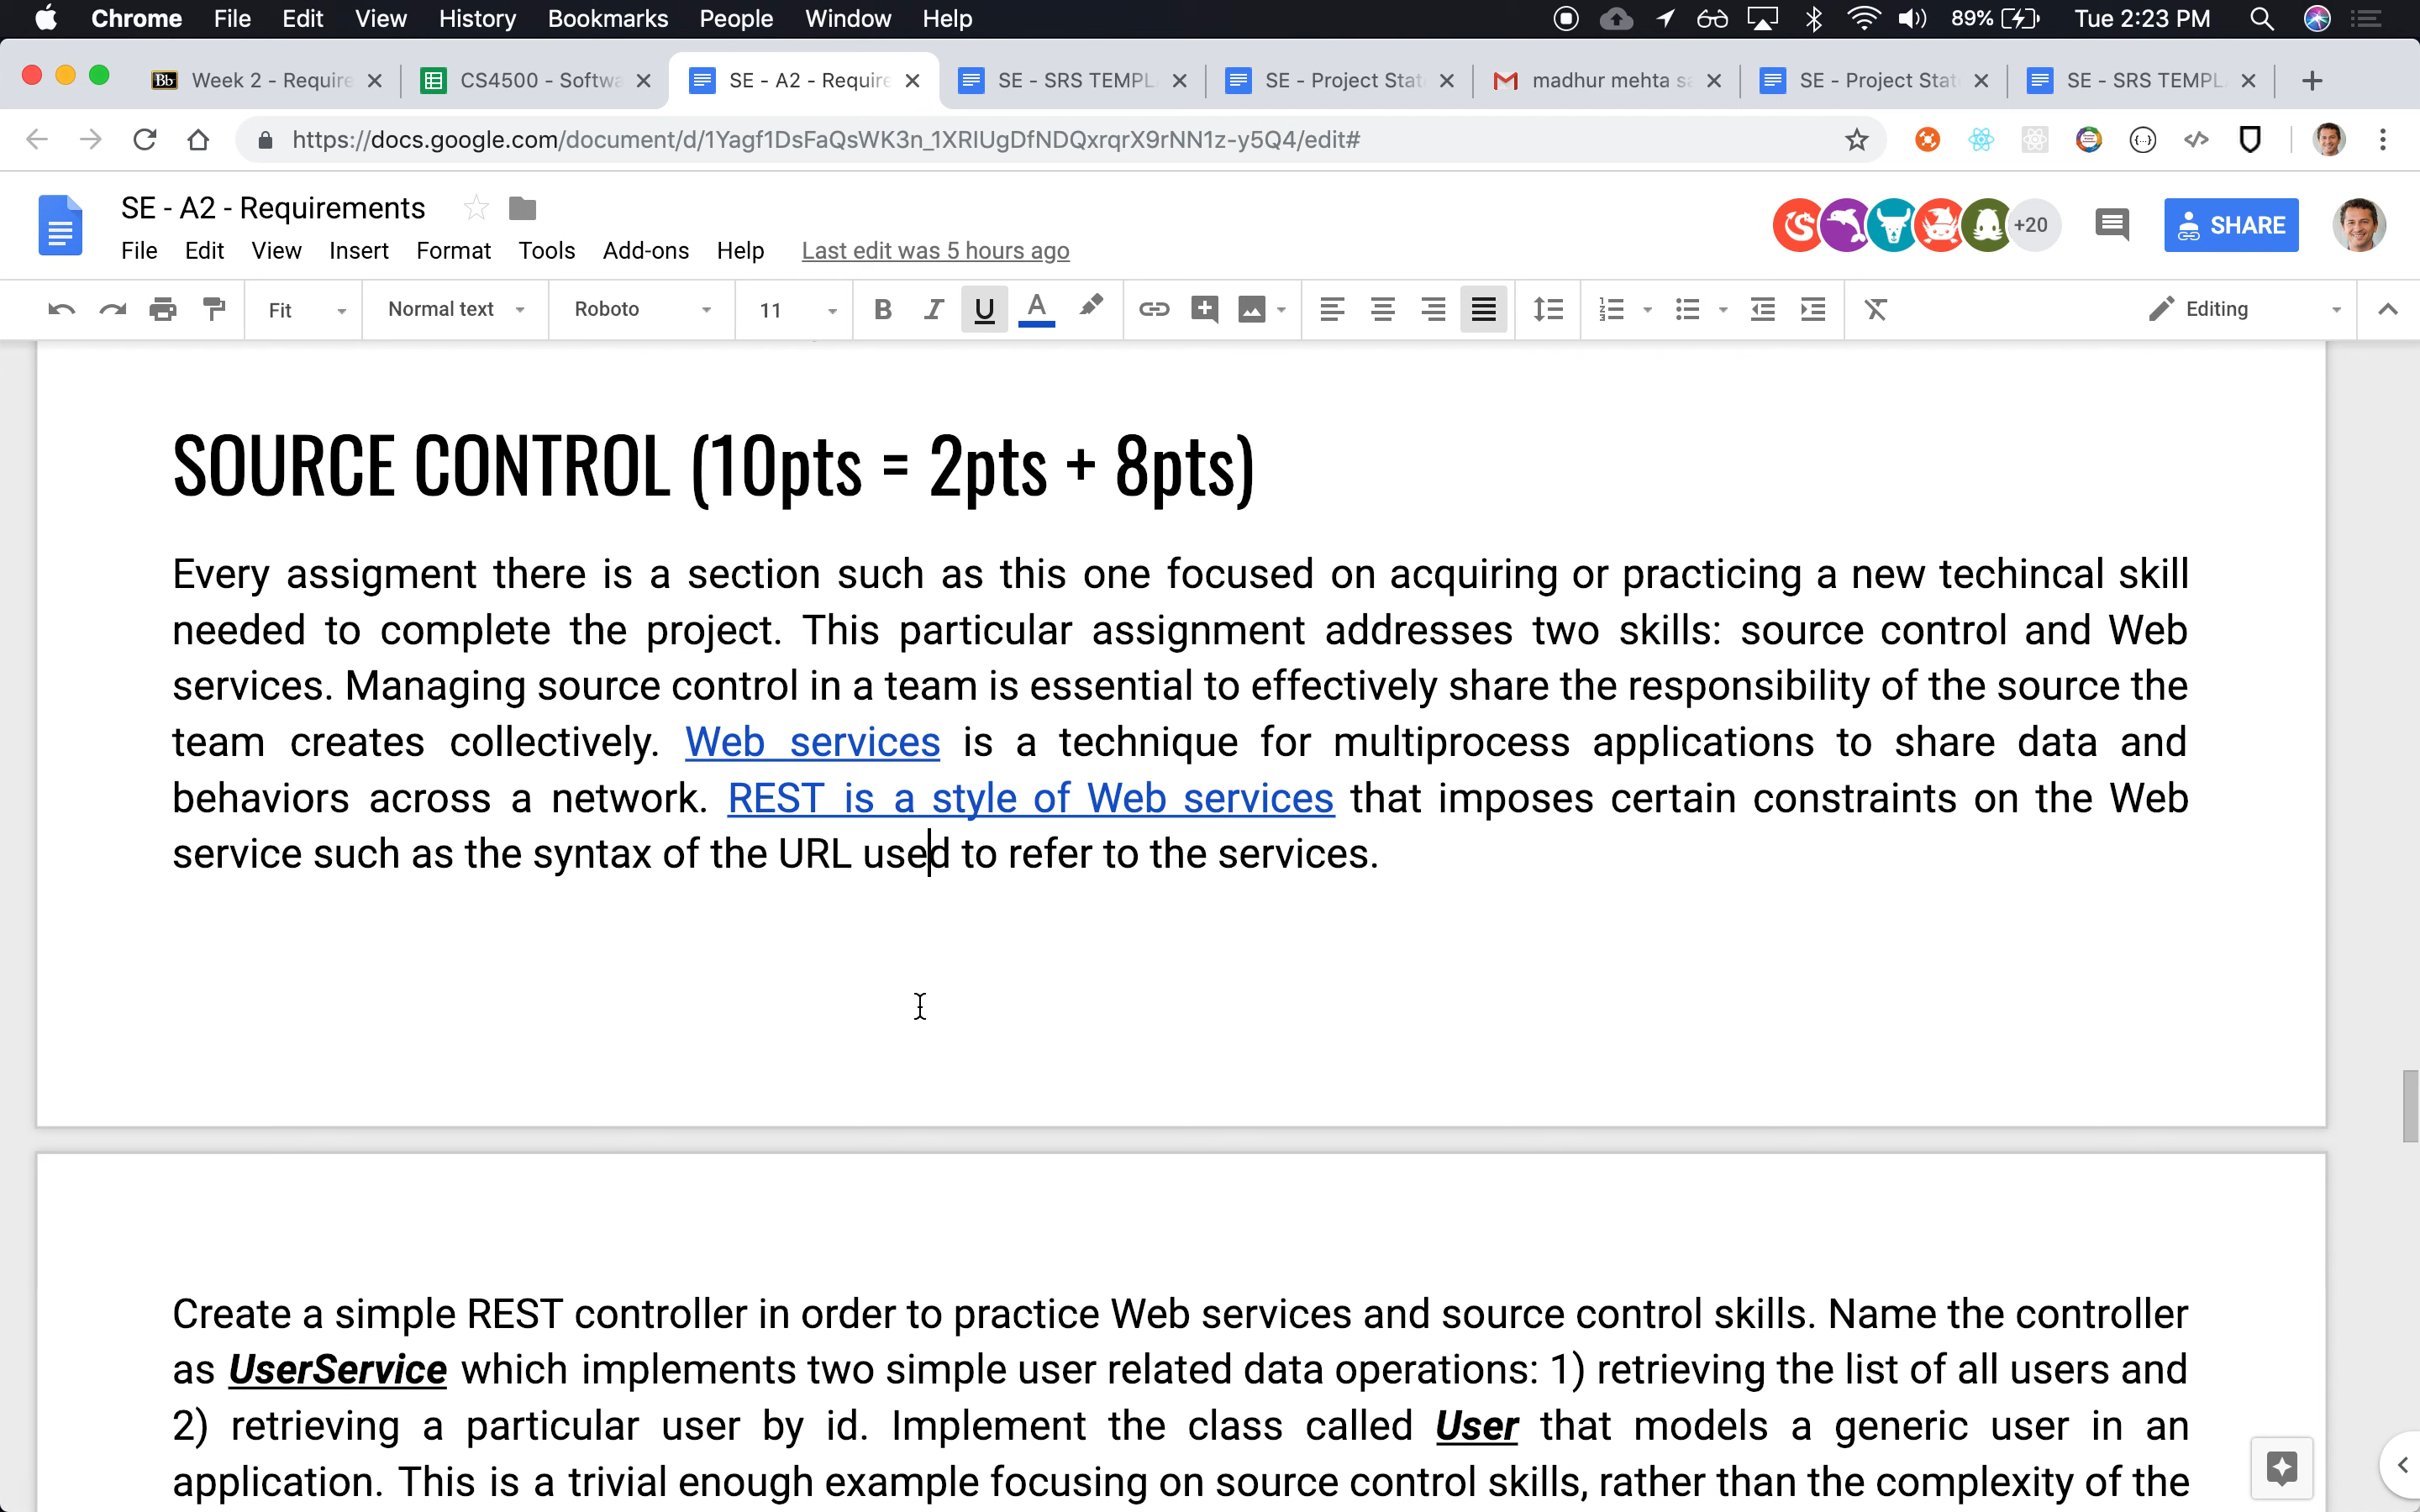 Chrome File Edit View History Bookmarks People Window Help 89% Tue 2:23 PM
Bb Week 2 - Require CS4500 - Softwa SE - A2 - Require SE - SRS TEMPL SE - Project Stat madhur mehta sa SE - Project Stat SE - SRS TEMPL
https://docs.google.com/document/d/1Yagf1DsFaQsWK3n_1XRIUgDfNDQxrqrX9rNN1z-y5Q4/edit#
SE - A2 - Requirements
+20 SHARE
File Edit View Insert Format Tools Add-ons Help Last edit was 5 hours ago
Fit Normal text Roboto 11 B I U A Editing
SOURCE CONTROL (10pts = 2pts + 8pts)
Every assigment there is a section such as this one focused on acquiring or practicing a new techincal skill
needed to complete the project. This particular assignment addresses two skills: source control and Web
services. Managing source control in a team is essential to effectively share the responsibility of the source the
team creates collectively. Web services is a technique for multiprocess applications to share data and
behaviors across a network. REST is a style of Web services that imposes certain constraints on the Web
service such as the syntax of the URL used to refer to the services.
Create a simple REST controller in order to practice Web services and source control skills. Name the controller
as UserService which implements two simple user related data operations: 1) retrieving the list of all users and
2) retrieving a particular user by id. Implement the class called User that models a generic user in an
application. This is a trivial enough example focusing on source control skills, rather than the complexity of the